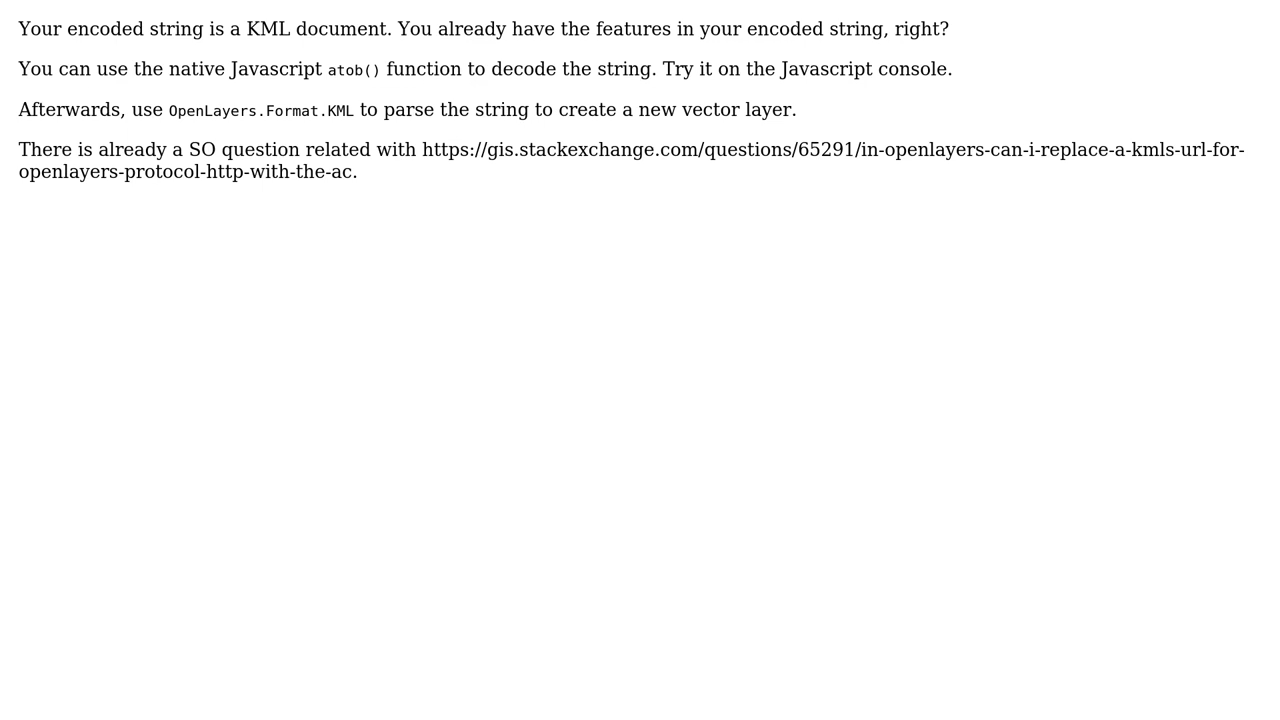 Your encoded string is a KML document. You already have the features in your encoded string, right?
You can use the native Javascript atob() function to decode the string. Try it on the Javascript console.
Afterwards, use OpenLayers.Format.KML to parse the string to create a new vector layer.
There is already a SO question related with https://gis.stackexchange.com/questions/65291/in-openlayers-can-i-replace-a-kmls-url-for-
openlayers-protocol-http-with-the-ac.